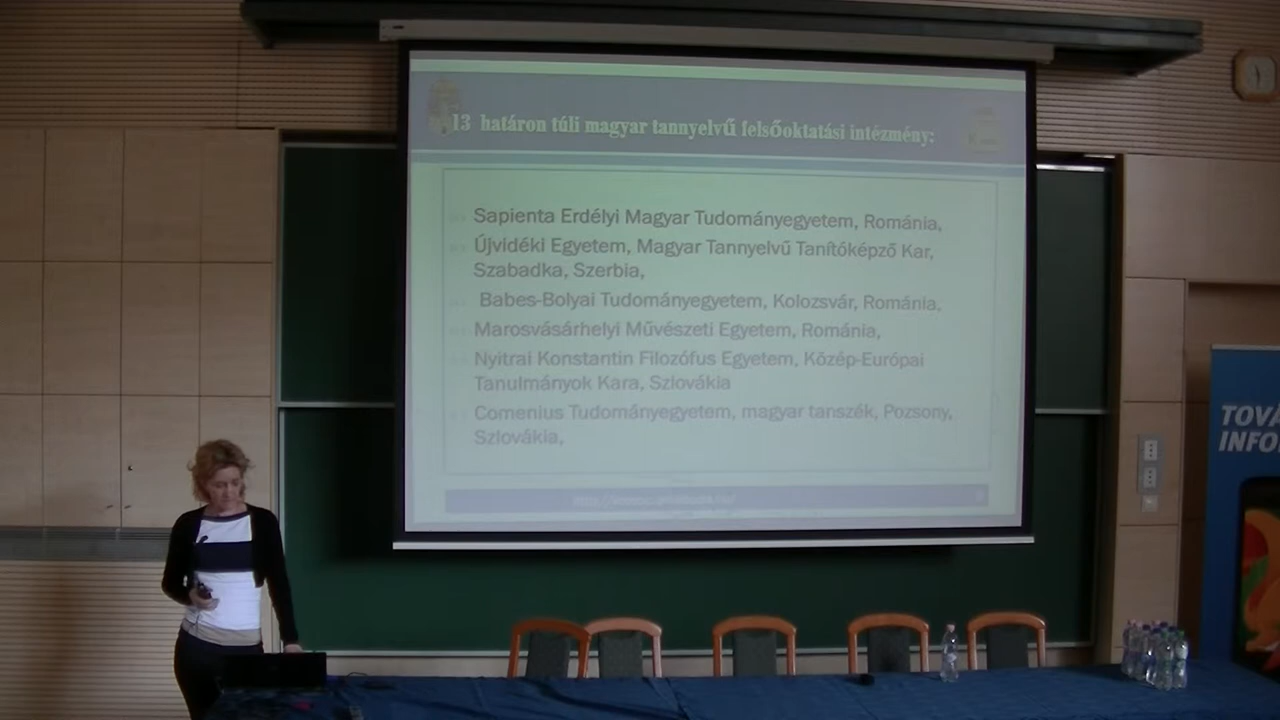 13 határon túli magyar tannyelvű felsőoktatási intézmény:
Sapienta Erdélyi Magyar Tudományegyetem, Románia,
Újvidéki Egyetem, Magyar Tannyelvű Tanítóképző Kar,
Szabadka, Szerbia,
Babes-Bolyai Tudományegyetem, Kolozsvár, Románia,
Marosvásárhelyi Művészeti Egyetem, Románia,
Nyitrai Konstantin Filozófus Egyetem, Közép-Európai
Tanulmányok Kara, Szlovákia
Comenius Tudományegyetem, magyar tanszék, Pozsony,
Szlovákia,
TOVÁ
INFO